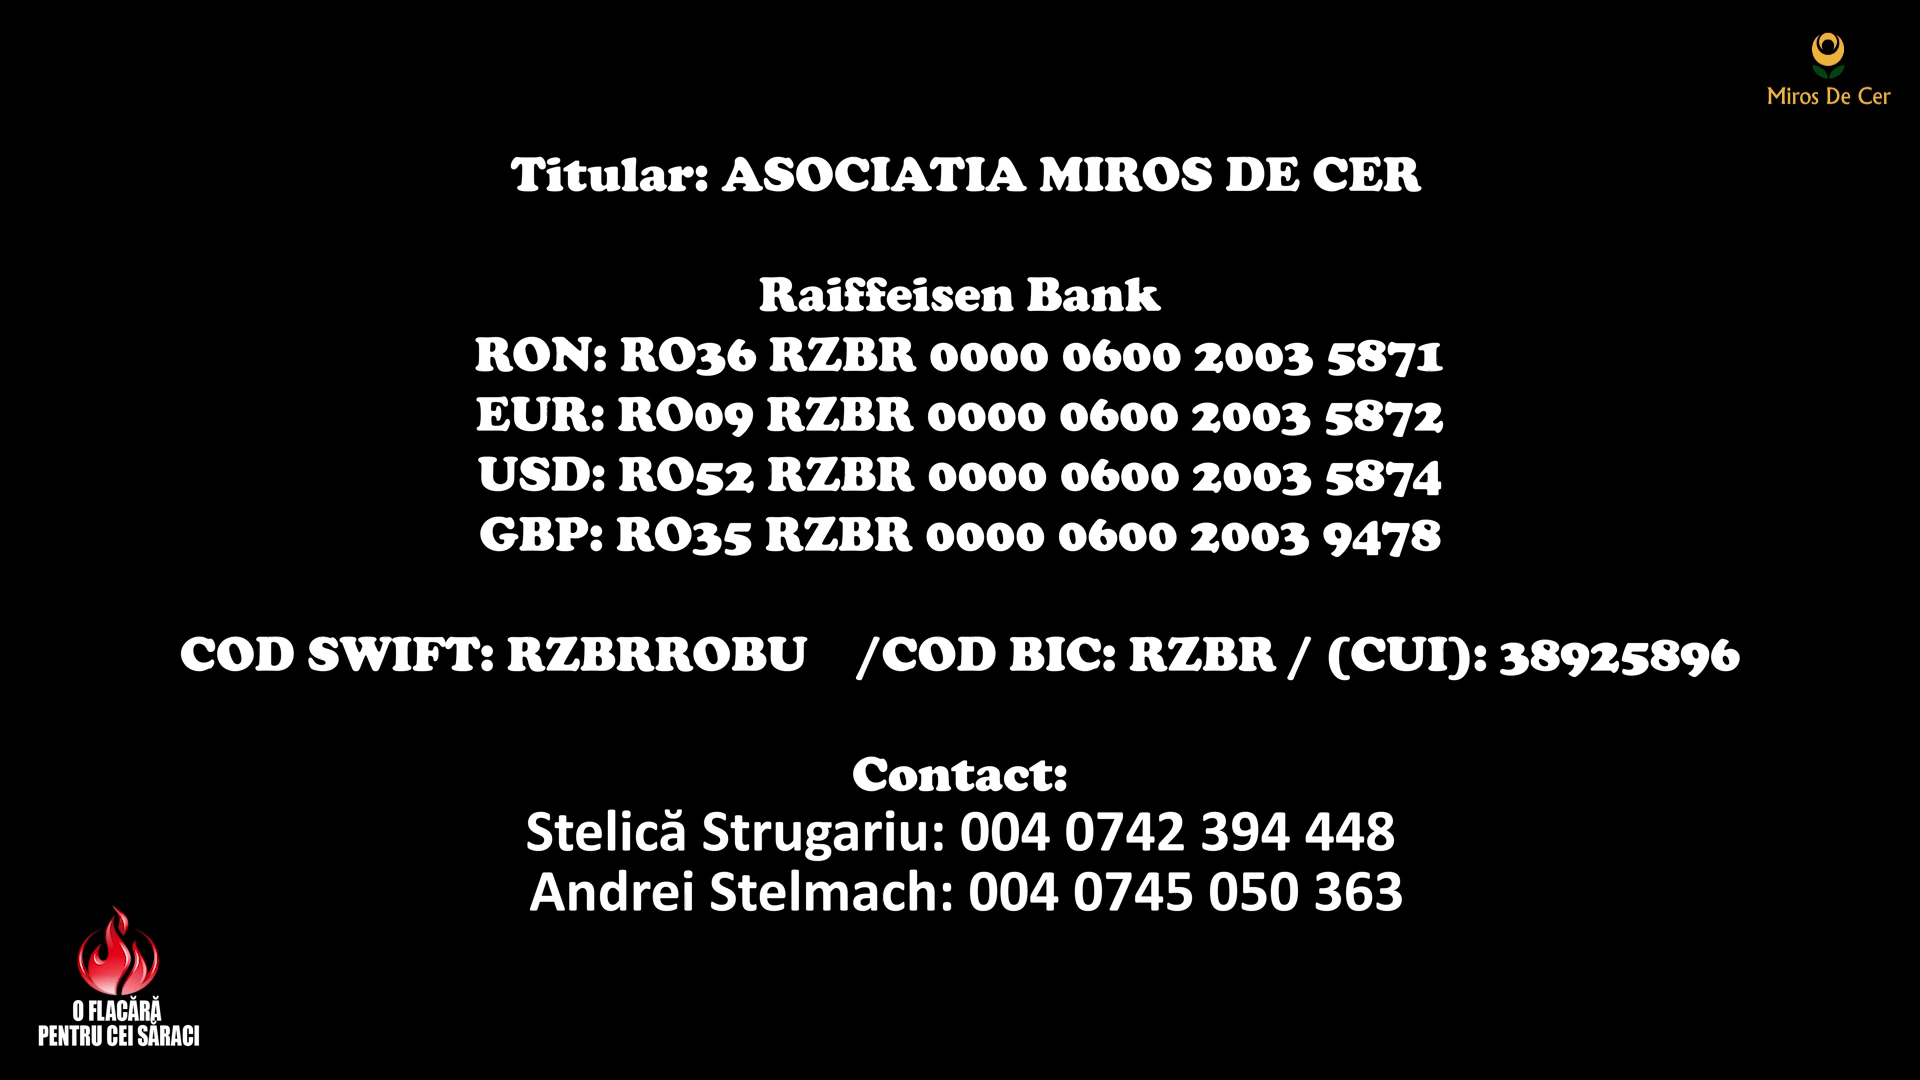 Miros De Cer
Titular: ASOCIATIA MIROS DE CER
Raiffeisen Bank
RON: RO36 RZBR 0000 0600 2003 5871
EUR: RO09 RZBR 0000 0600 2003 5872
USD: RO52 RZBR 0000 0600 2003 5874
GBP: RO35 RZBR 0000 0600 2003 9478
COD SWIFT: RZBRROBU /COD BIC: RZBR / (CUI): 38925896
Contact:
Stelică Strugariu: 004 0742 394 448
Andrei Stelmach: 004 0745 050 363
O FLACĂRĂ
PENTRU CEI SĂRACI